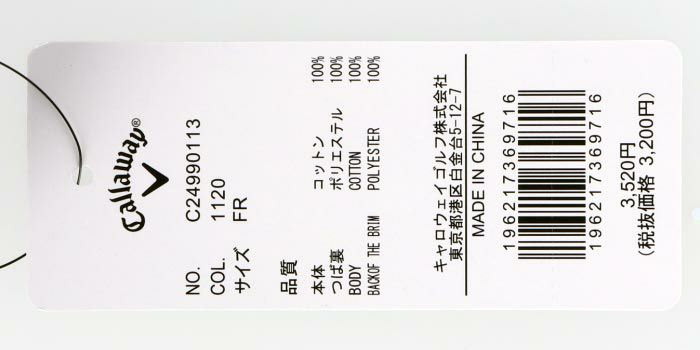 Callaway®
NO. C24990113
COL. 1120
サイズ FR
品質
本体 コットン 100%
つば裏 ポリエステル 100%
BODY COTTON 100%
BACKOF THE BRIM POLYESTER 100%
キャロウェイゴルフ株式会社
東京都港区白金台5-12-7
MADE IN CHINA
196217369716
196217369716
3,520円
(税抜価格 3,200円)